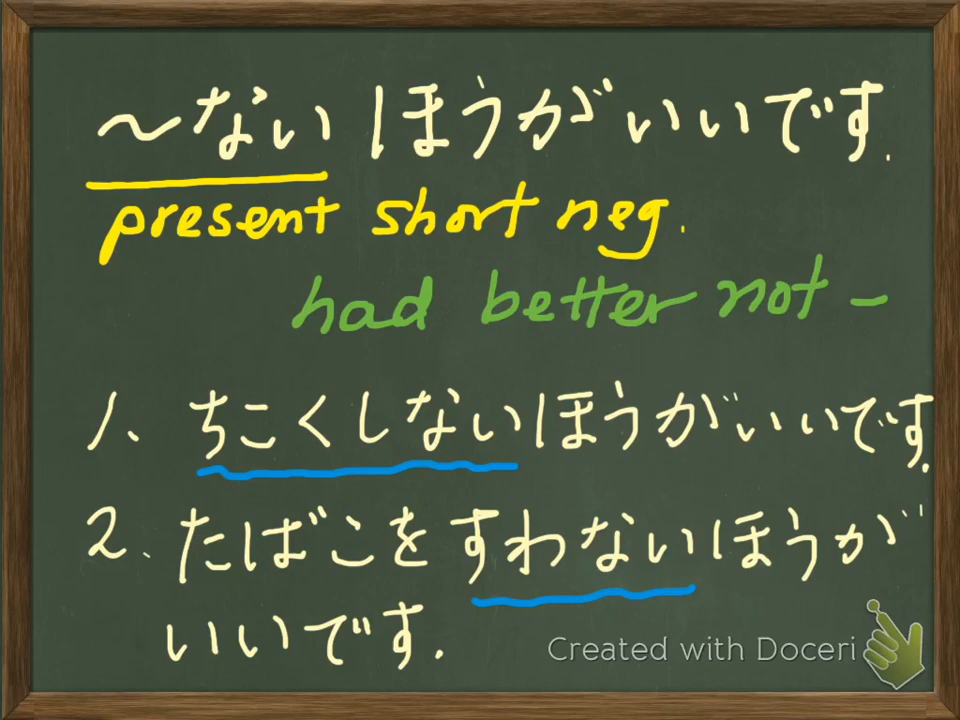 ～ない ほうがいいです.
present short neg.
had better not –
1、ちこくしないほうがいいです.
2、たばこをすわないほうが
いいです.
Created with Doceri